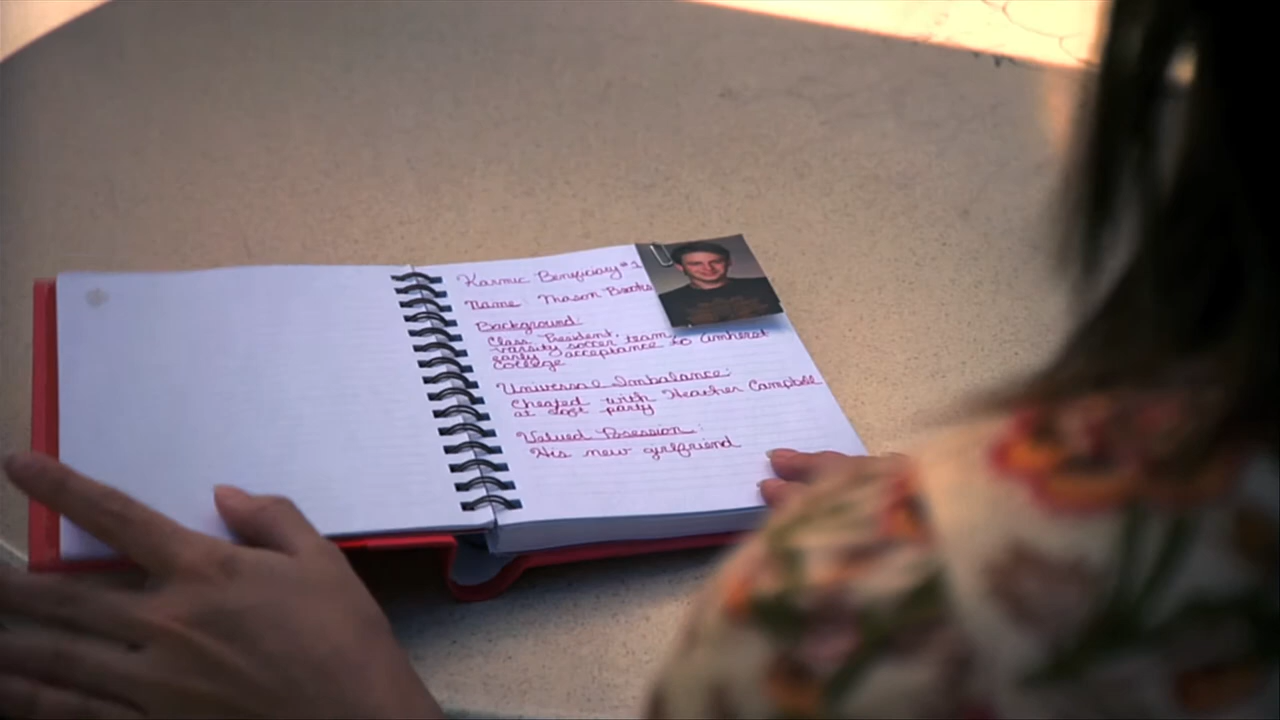 Karmic Beneficiary #1
Name Mason Brooks
Background:
Class President,
varsity soccer team,
early acceptance to Amherst
College
Universal Imbalance:
Cheated with Heather Campbell
at party
Valued Possession:
His new girlfriend